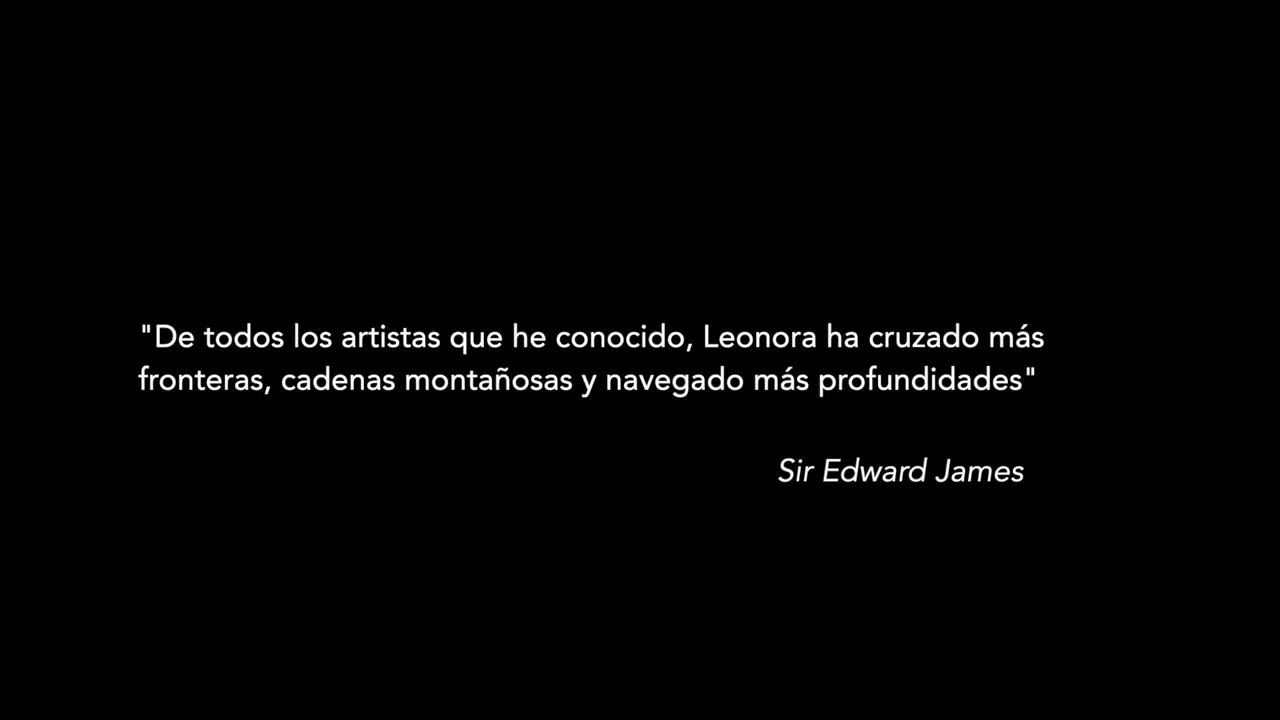 "De todos los artistas que he conocido, Leonora ha cruzado más
fronteras, cadenas montañosas y navegado más profundidades"
Sir Edward James